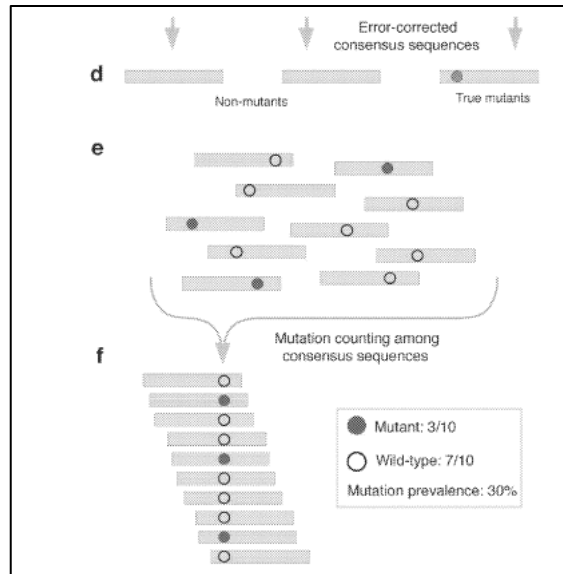 Error-corrected
consensus sequences
d
Non-mutants
True mutants
e
Mutation counting among
consensus sequences
f
Mutant: 3/10
Wild-type: 7/10
Mutation prevalence: 30%